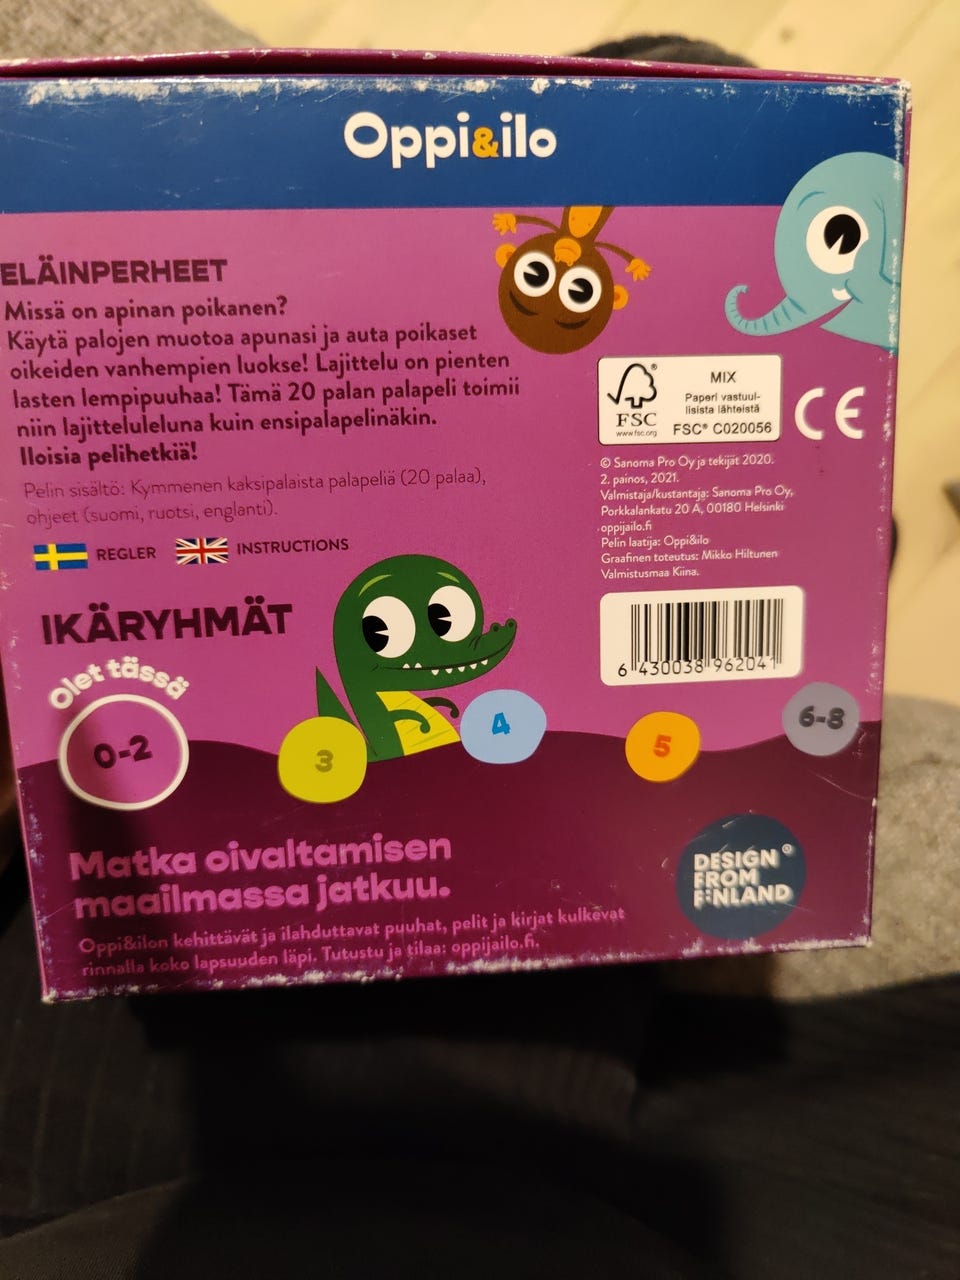 Oppi&ilo
ELÄINPERHEET
Missä on apinan poikanen?
Käytä palojen muotoa apunasi ja auta poikaset
oikeiden vanhempien luokse! Lajittelu on pienten
lasten lempipuuhaa! Tämä 20 palan palapeli toimii
niin lajitteluleluna kuin ensipalapelinäkin.
Iloisia pelihetkiä!
Pelin sisältö: Kymmenen kaksipalaista palapeliä (20 palaa),
ohjeet (suomi, ruotsi, englanti).
REGLER
INSTRUCTIONS
FSC®
www.fsc.org
MIX
Paperi vastuul-
lisista lähteistä
FSC® C020056
CE
© Sanoma Pro Oy ja tekijät 2020.
2. painos, 2021.
Valmistaja/kustantaja: Sanoma Pro Oy,
Porkkalankatu 20 A, 00180 Helsinki
oppijailo.fi
Pelin laatija: Oppi&ilo
Graafinen toteutus: Mikko Hiltunen
Valmistusmaa Kiina.
6 430038 962041
IKÄRYHMÄT
Olet tässä
0-2
3
4
5
6-8
Matka oivaltamisen
maailmassa jatkuu.
Oppi&ilon kehittävät ja ilahduttavat puuhat, pelit ja kirjat kulkevat
rinnalla koko lapsuuden läpi. Tutustu ja tilaa: oppijailo.fi.
DESIGN
FROM
FINLAND